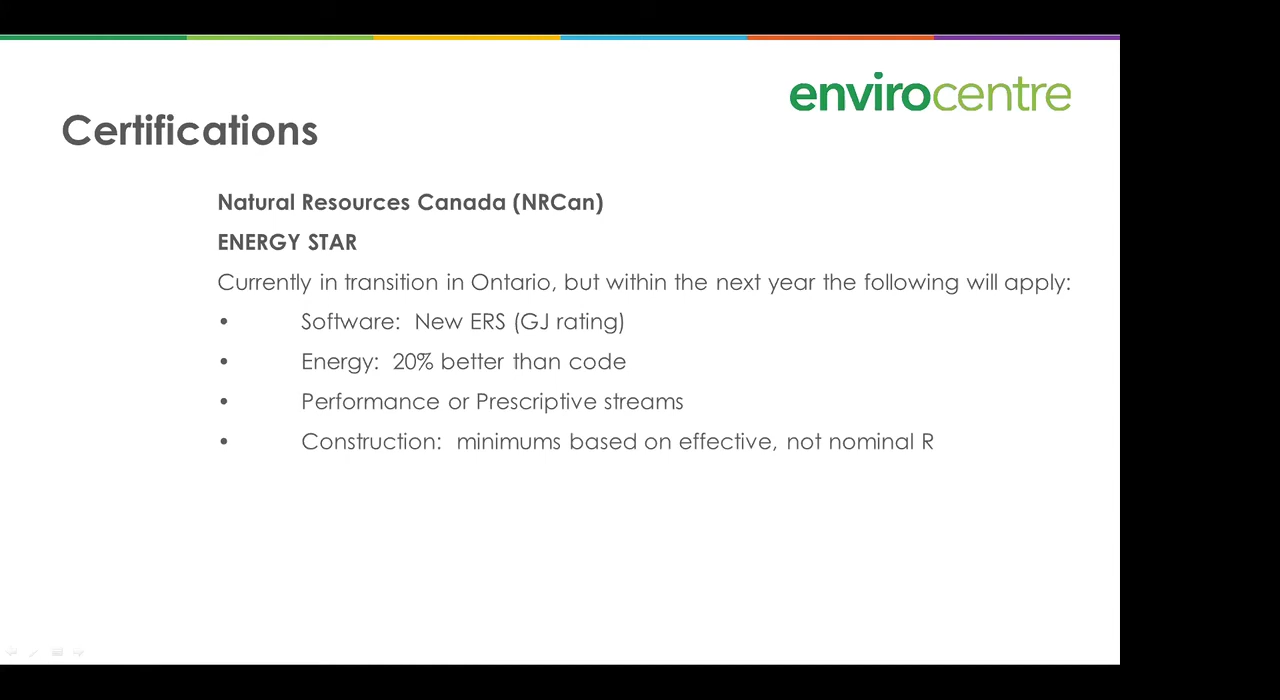 envirocentre
Certifications
Natural Resources Canada (NRCan)
ENERGY STAR
Currently in transition in Ontario, but within the next year the following will apply:
• Software: New ERS (GJ rating)
• Energy: 20% better than code
• Performance or Prescriptive streams
• Construction: minimums based on effective, not nominal R